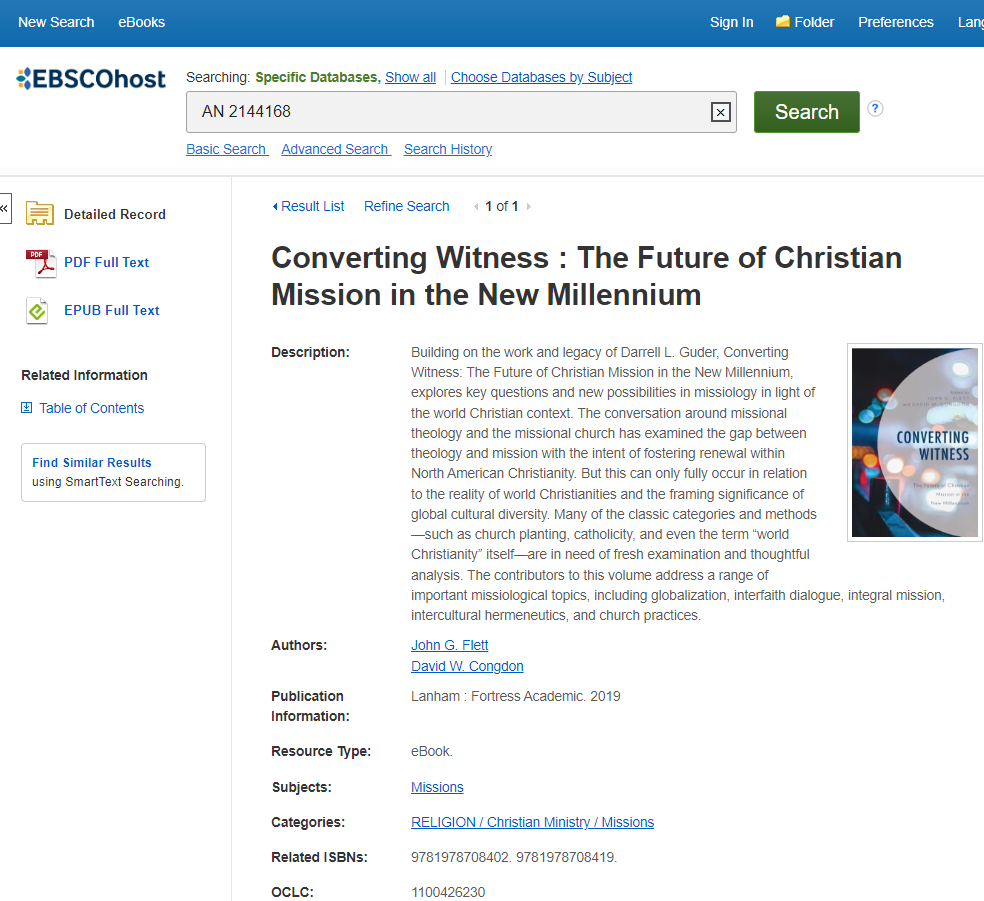 New Search eBooks Sign In Folder Preferences Lang
EBSCOhost
Searching: Specific Databases, Show all Choose Databases by Subject
AN 2144168
Search ?
Basic Search Advanced Search Search History
«
Detailed Record
PDF
PDF Full Text
EPUB Full Text
Related Information
Table of Contents
Find Similar Results
using SmartText Searching.
Result List Refine Search 1 of 1
Converting Witness : The Future of Christian
Mission in the New Millennium
Description:
Building on the work and legacy of Darrell L. Guder, Converting
Witness: The Future of Christian Mission in the New Millennium,
explores key questions and new possibilities in missiology in light of
the world Christian context. The conversation around missional
theology and the missional church has examined the gap between
theology and mission with the intent of fostering renewal within
North American Christianity. But this can only fully occur in relation
to the reality of world Christianities and the framing significance of
global cultural diversity. Many of the classic categories and methods
—such as church planting, catholicity, and even the term “world
Christianity” itself—are in need of fresh examination and thoughtful
analysis. The contributors to this volume address a range of
important missiological topics, including globalization, interfaith dialogue, integral mission,
intercultural hermeneutics, and church practices.
CONVERTING
WITNESS
The Future of Christian
Mission in the
New Millennium
Authors:
John G. Flett
David W. Congdon
Publication
Information:
Lanham : Fortress Academic. 2019
Resource Type:
eBook.
Subjects:
Missions
Categories:
RELIGION / Christian Ministry / Missions
Related ISBNs:
9781978708402. 9781978708419.
OCLC:
1100426230